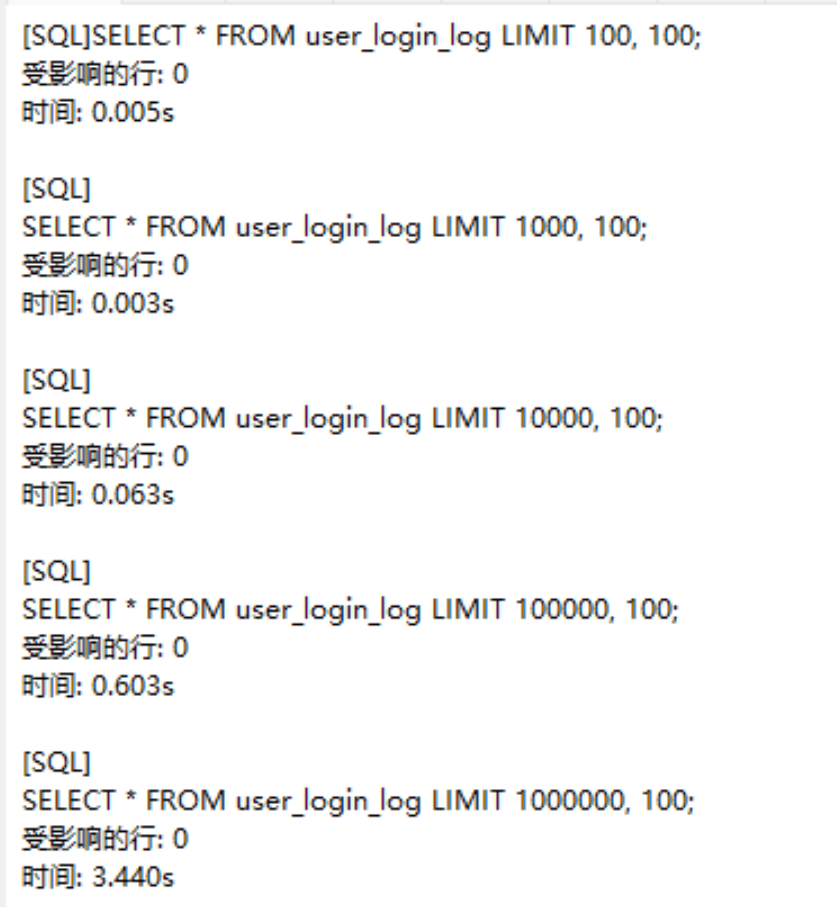 [SQL]SELECT * FROM user_login_log LIMIT 100, 100;
受影响的行: 0
时间: 0.005s
[SQL]
SELECT * FROM user_login_log LIMIT 1000, 100;
受影响的行: 0
时间: 0.003s
[SQL]
SELECT * FROM user_login_log LIMIT 10000, 100;
受影响的行: 0
时间: 0.063s
[SQL]
SELECT * FROM user_login_log LIMIT 100000, 100;
受影响的行: 0
时间: 0.603s
[SQL]
SELECT * FROM user_login_log LIMIT 1000000, 100;
受影响的行: 0
时间: 3.440s